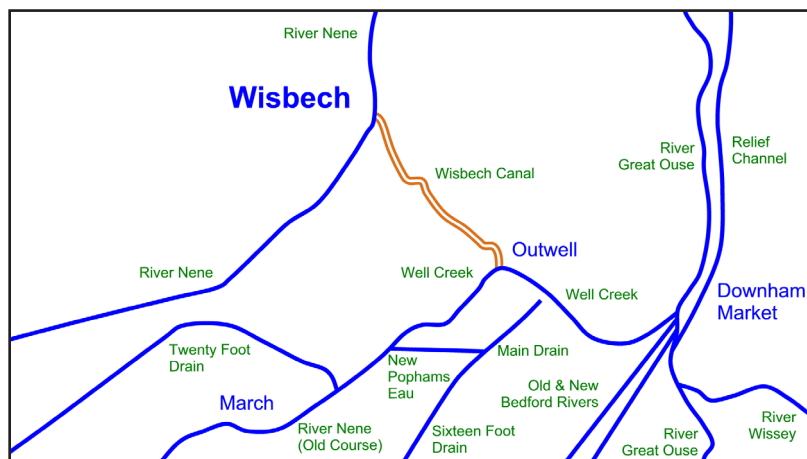 River Nene
Wisbech
River
Great Ouse
Relief
Channel
Wisbech Canal
Outwell
River Nene
Well Creek
Well Creek
Downham
Market
Twenty Foot
Drain
New
Pophams
Eau
Main Drain
Old & New
Bedford Rivers
March
River Nene
(Old Course)
Sixteen Foot
Drain
River
Great Ouse
River
Wissey